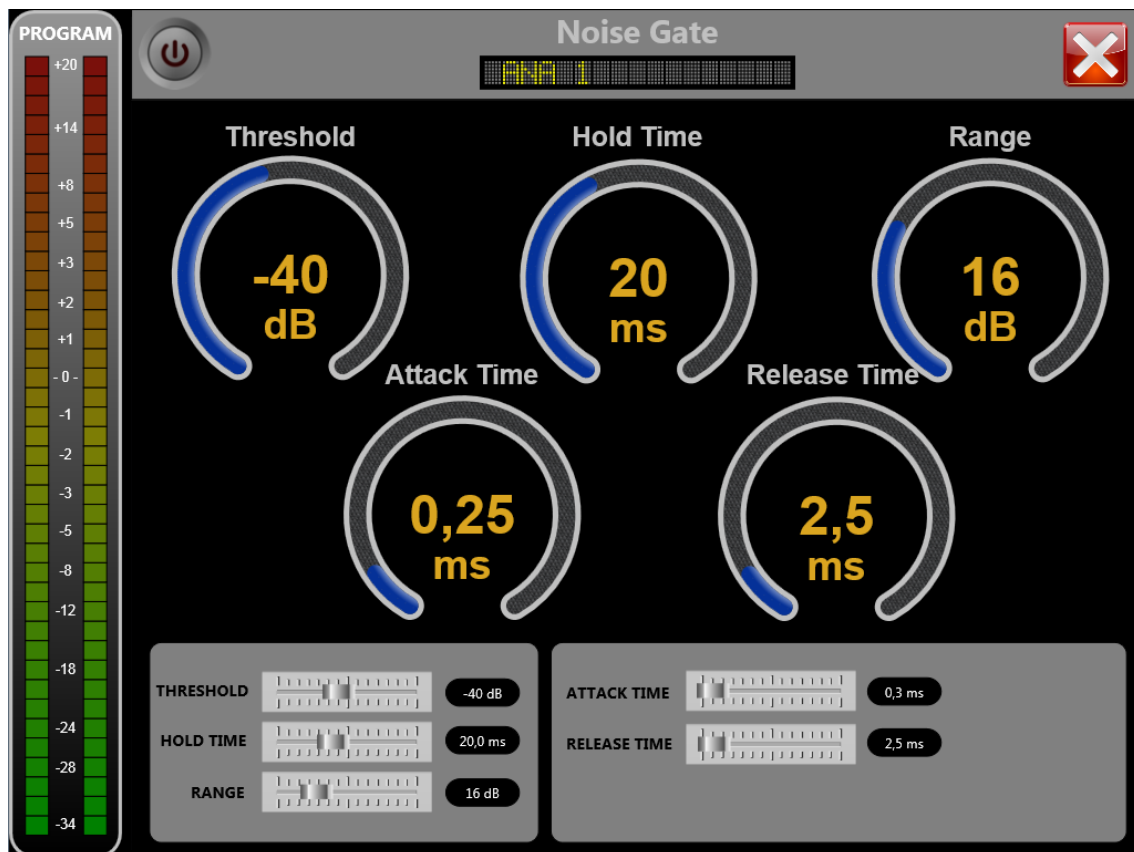 PROGRAM
+20
+14
+8
+5
+3
+2
+1
- 0 -
-1
-2
-3
-5
-8
-12
-18
-24
-28
-34
Noise Gate
ANA 1
Threshold
-40
dB
Hold Time
20
ms
Range
16
dB
Attack Time
0,25
ms
Release Time
2,5
ms
THRESHOLD -40 dB
HOLD TIME 20,0 ms
RANGE 16 dB
ATTACK TIME 0,3 ms
RELEASE TIME 2,5 ms